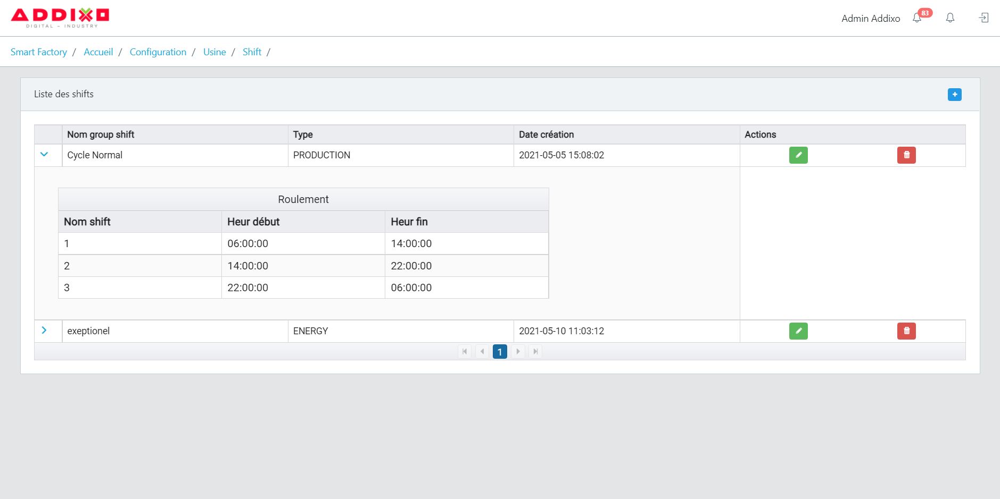 ADDIXO
DIGITAL - INDUSTRY
Admin Addixo
83
Smart Factory / Accueil / Configuration / Usine / Shift /
Liste des shifts
Nom group shift Type Date création Actions
Cycle Normal PRODUCTION 2021-05-05 15:08:02
Roulement
Nom shift Heur début Heur fin
1 06:00:00 14:00:00
2 14:00:00 22:00:00
3 22:00:00 06:00:00
exeptionel ENERGY 2021-05-10 11:03:12
1